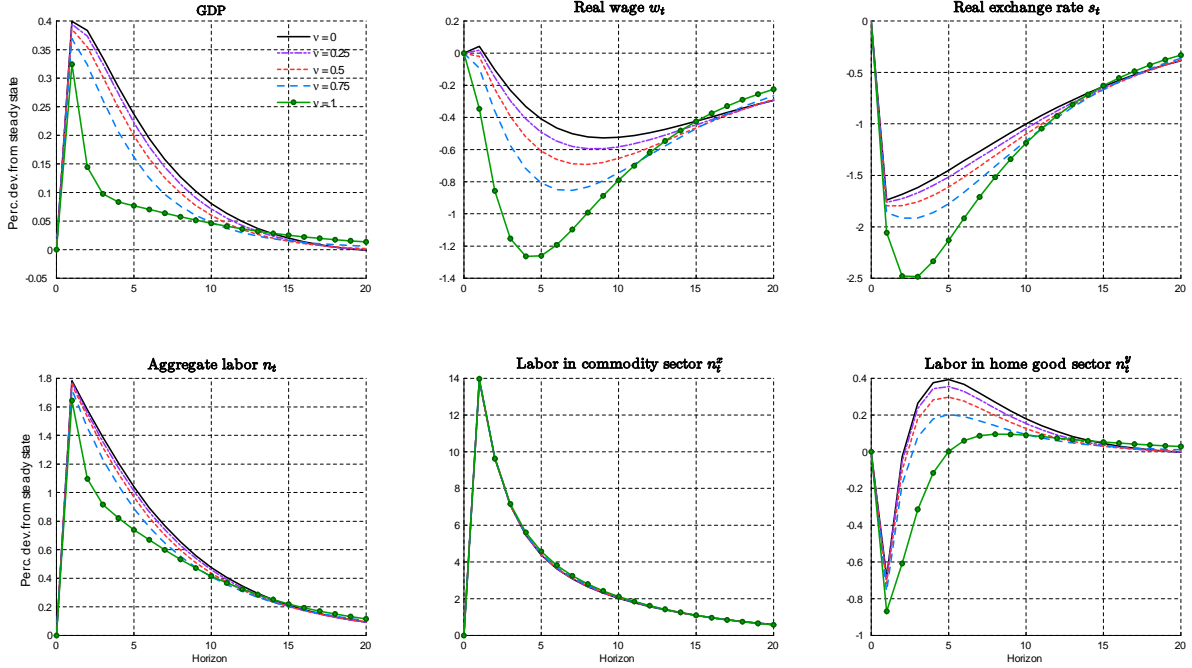 GDP
Perc. dev. from steady state
0.4
0.35
0.3
0.25
0.2
0.15
0.1
0.05
0
-0.05
0 5 10 15 20
ν = 0
ν = 0.25
ν = 0.5
ν = 0.75
ν = 1
Real wage wₜ
0.2
0
-0.2
-0.4
-0.6
-0.8
-1
-1.2
-1.4
0 5 10 15 20
Real exchange rate sₜ
0
-0.5
-1
-1.5
-2
-2.5
0 5 10 15 20
Aggregate labor nₜ
Perc. dev. from steady state
1.8
1.6
1.4
1.2
1
0.8
0.6
0.4
0.2
0
0 5 10 15 20
Horizon
Labor in commodity sector nₜˣ
14
12
10
8
6
4
2
0
0 5 10 15 20
Horizon
Labor in home good sector nₜʸ
0.4
0.2
0
-0.2
-0.4
-0.6
-0.8
-1
0 5 10 15 20
Horizon